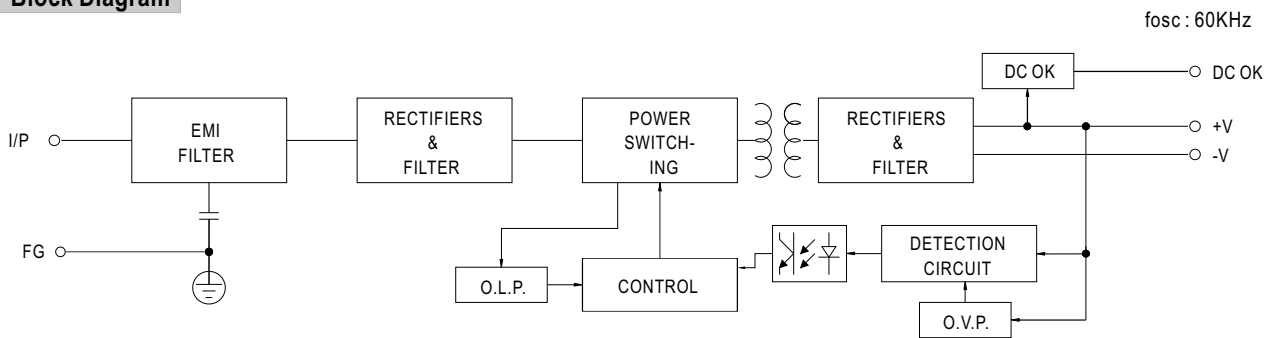 Block Diagram
fosc : 60KHz
DC OK
DC OK
I/P
EMI
FILTER
RECTIFIERS
&
FILTER
POWER
SWITCH-
ING
RECTIFIERS
&
FILTER
+V
-V
FG
O.L.P.
CONTROL
DETECTION
CIRCUIT
O.V.P.